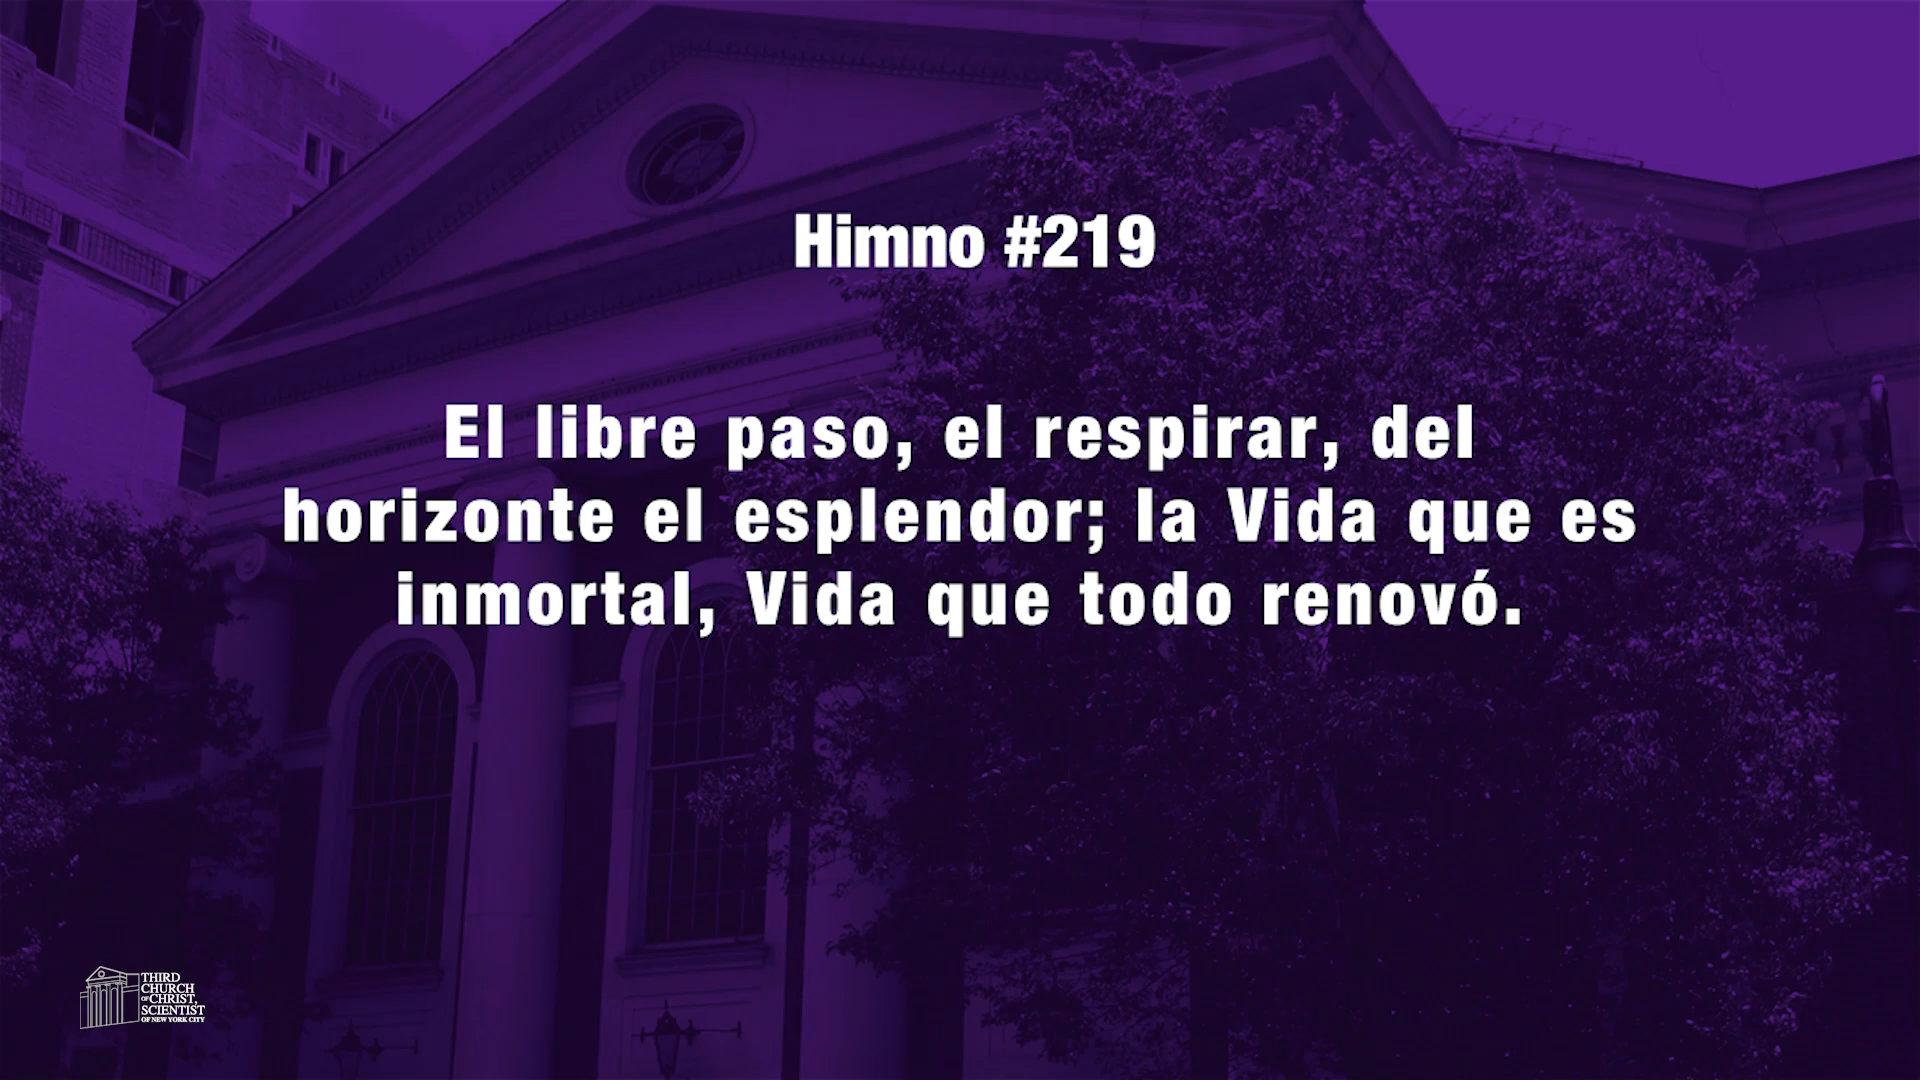 Himno #219
El libre paso, el respirar, del
horizonte el esplendor; la Vida que es
inmortal, Vida que todo renovó.
THIRD
CHURCH
OF CHRIST,
SCIENTIST
OF NEW YORK CITY